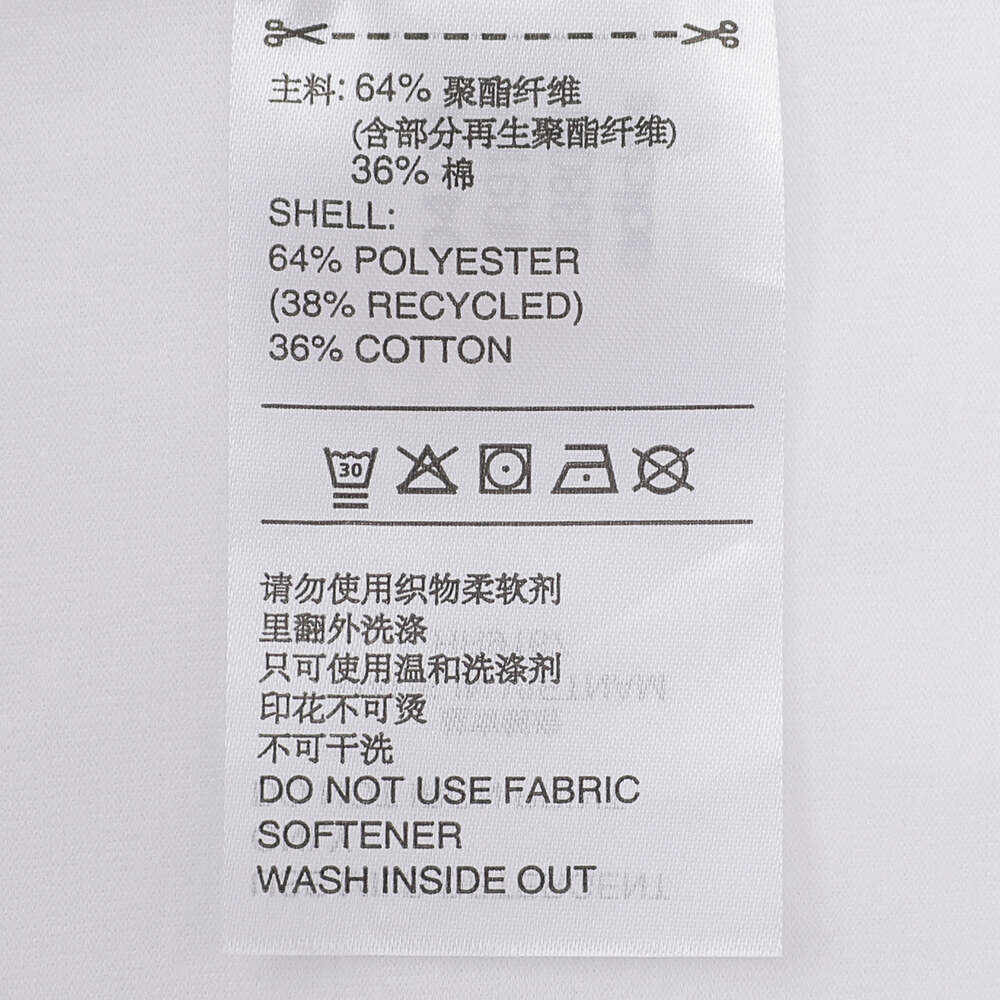 主料: 64% 聚酯纤维
(含部分再生聚酯纤维)
36% 棉
SHELL:
64% POLYESTER
(38% RECYCLED)
36% COTTON
30
请勿使用织物柔软剂
里翻外洗涤
只可使用温和洗涤剂
印花不可烫
不可干洗
DO NOT USE FABRIC
SOFTENER
WASH INSIDE OUT